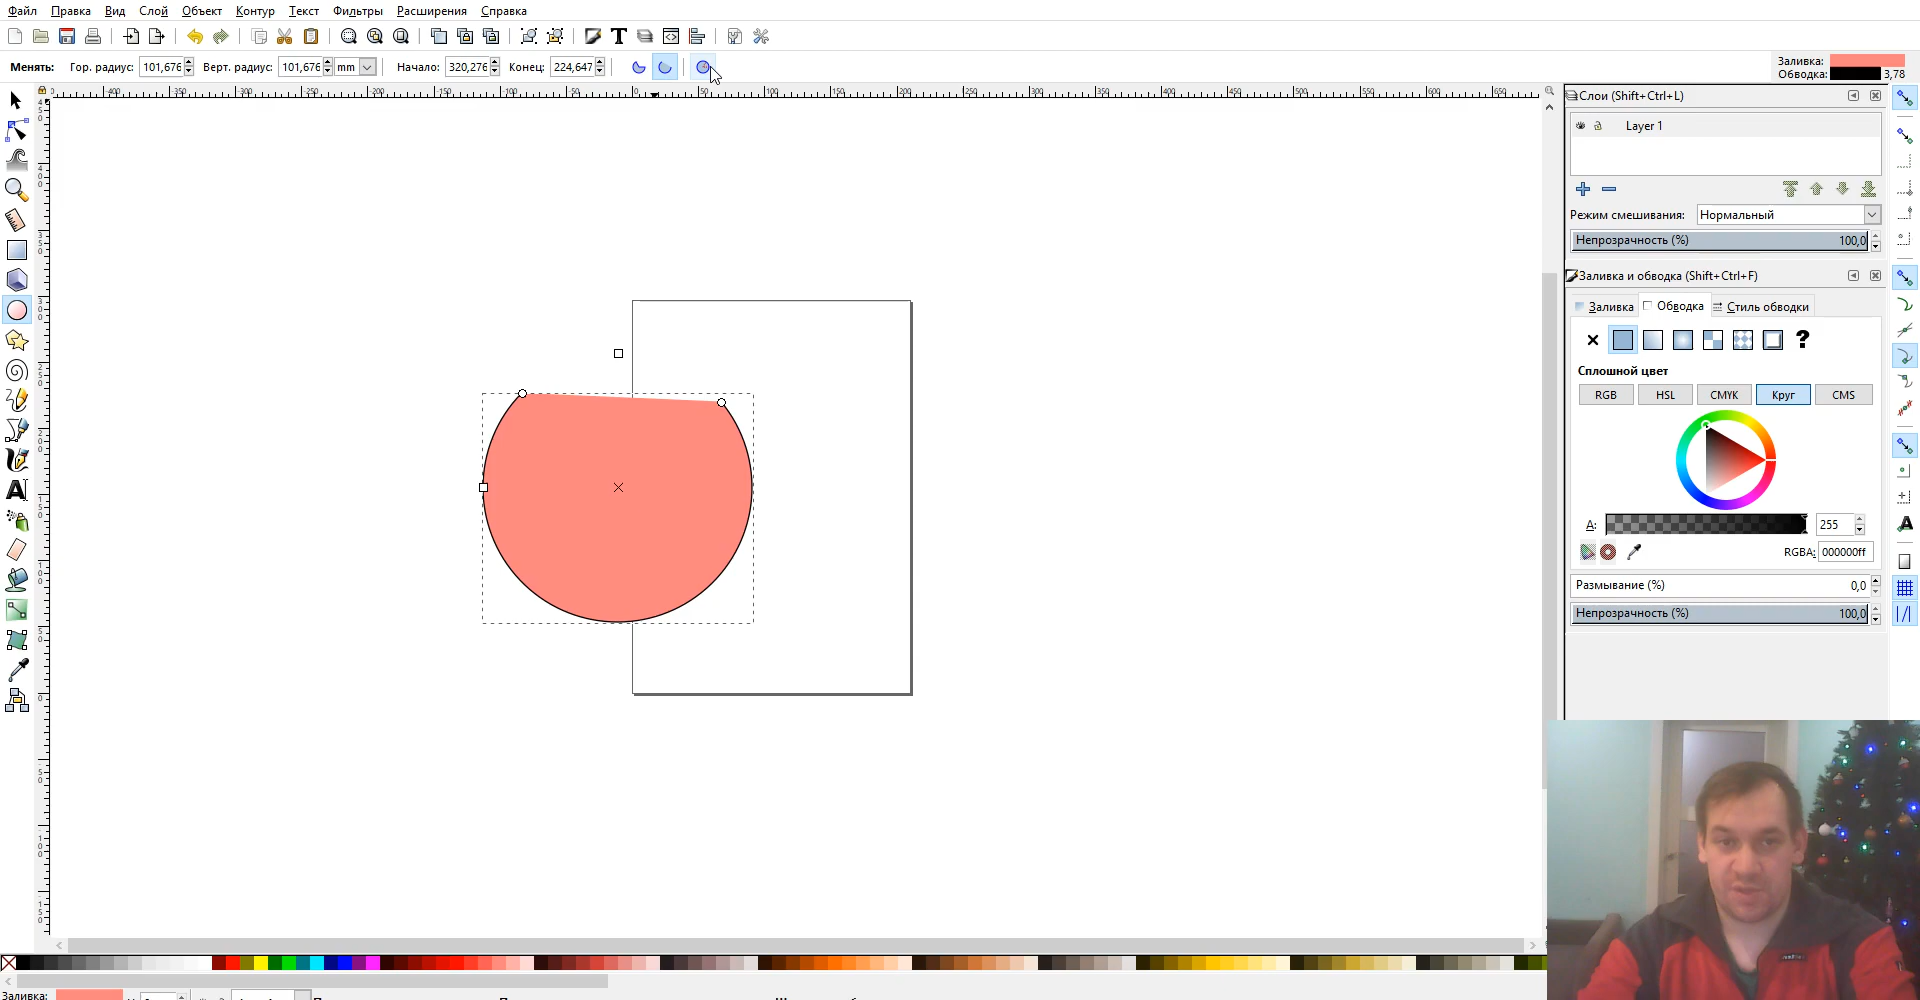 Файл Правка Вид Слой Объект Контур Текст Фильтры Расширения Справка
Менять: Гор. радиус: 101,676 Верт. радиус: 101,676 mm Начало: 320,276 Конец: 224,647
Заливка:
Обводка: 3,78
Слои (Shift+Ctrl+L)
Layer 1
Режим смешивания: Нормальный
Непрозрачность (%) 100,0
Заливка и обводка (Shift+Ctrl+F)
Заливка Обводка Стиль обводки
Сплошной цвет
RGB HSL CMYK Круг CMS
A: 255
RGBA: 000000ff
Размывание (%) 0,0
Непрозрачность (%) 100,0
Заливка: